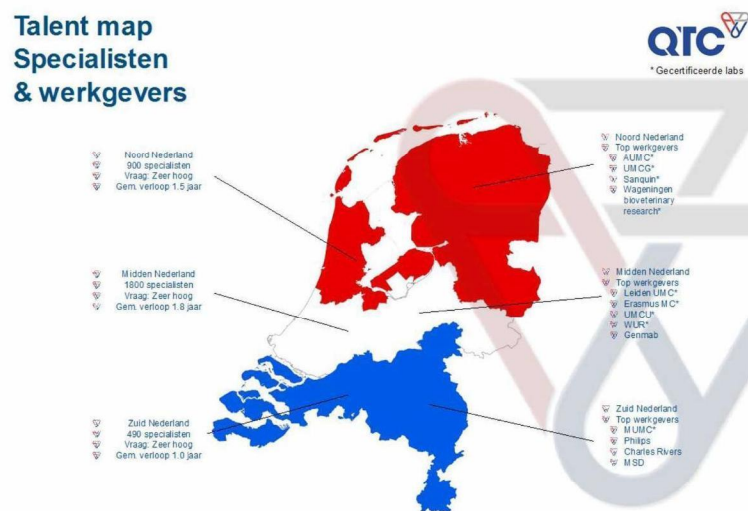 Talent map
Specialisten
& werkgevers
QTC
* Gecertificeerde labs
Noord Nederland
900 specialisten
Vraag: Zeer hoog
Gem. verloop 1.5 jaar
Noord Nederland
Top werkgevers
AUMC*
UMCG*
Sanquin*
Wageningen
bioveterinary
research*
Midden Nederland
1800 specialisten
Vraag: Zeer hoog
Gem. verloop 1.8 jaar
Midden Nederland
Top werkgevers
Leiden UMC*
Erasmus MC*
UMCU*
WUR*
Genmab
Zuid Nederland
490 specialisten
Vraag: Zeer hoog
Gem. verloop 1.0 jaar
Zuid Nederland
Top werkgevers
MUMC*
Philips
Charles Rivers
MSD